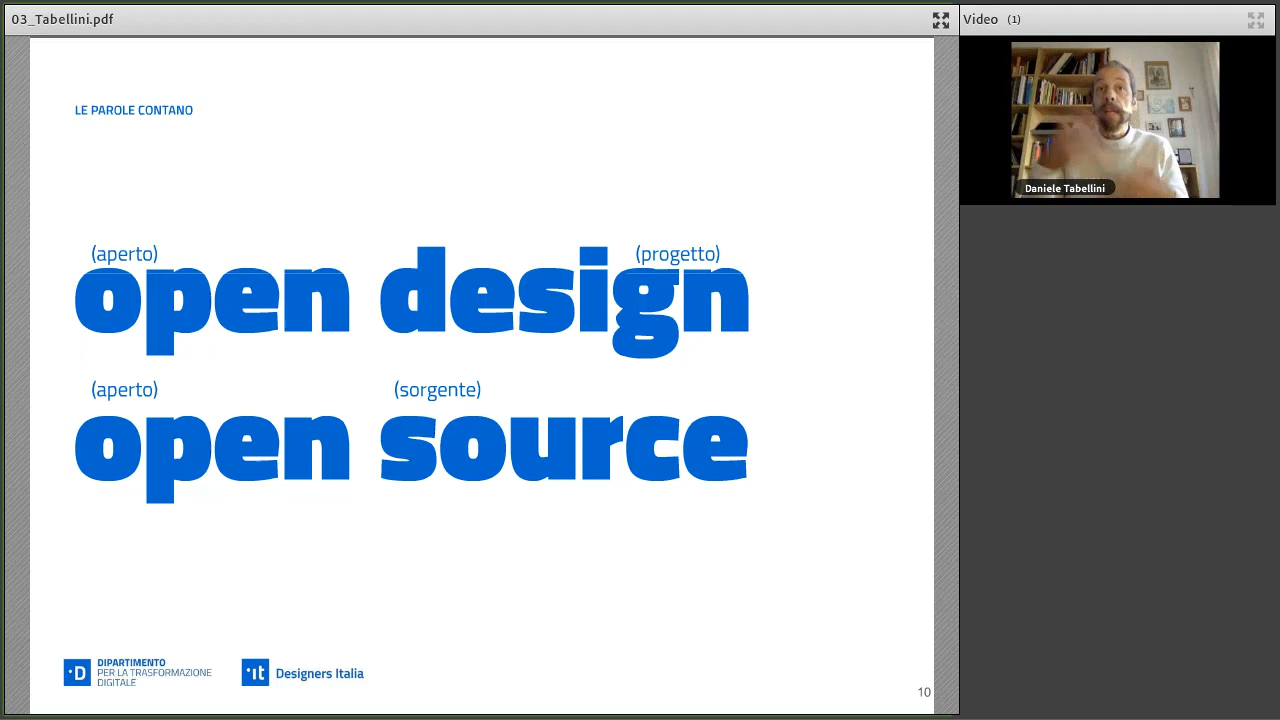 03_Tabellini.pdf
Video (1)
Daniele Tabellini
LE PAROLE CONTANO
(aperto) (progetto)
open design
(aperto) (sorgente)
open source
DIPARTIMENTO
PER LA TRASFORMAZIONE
DIGITALE
Designers Italia
10